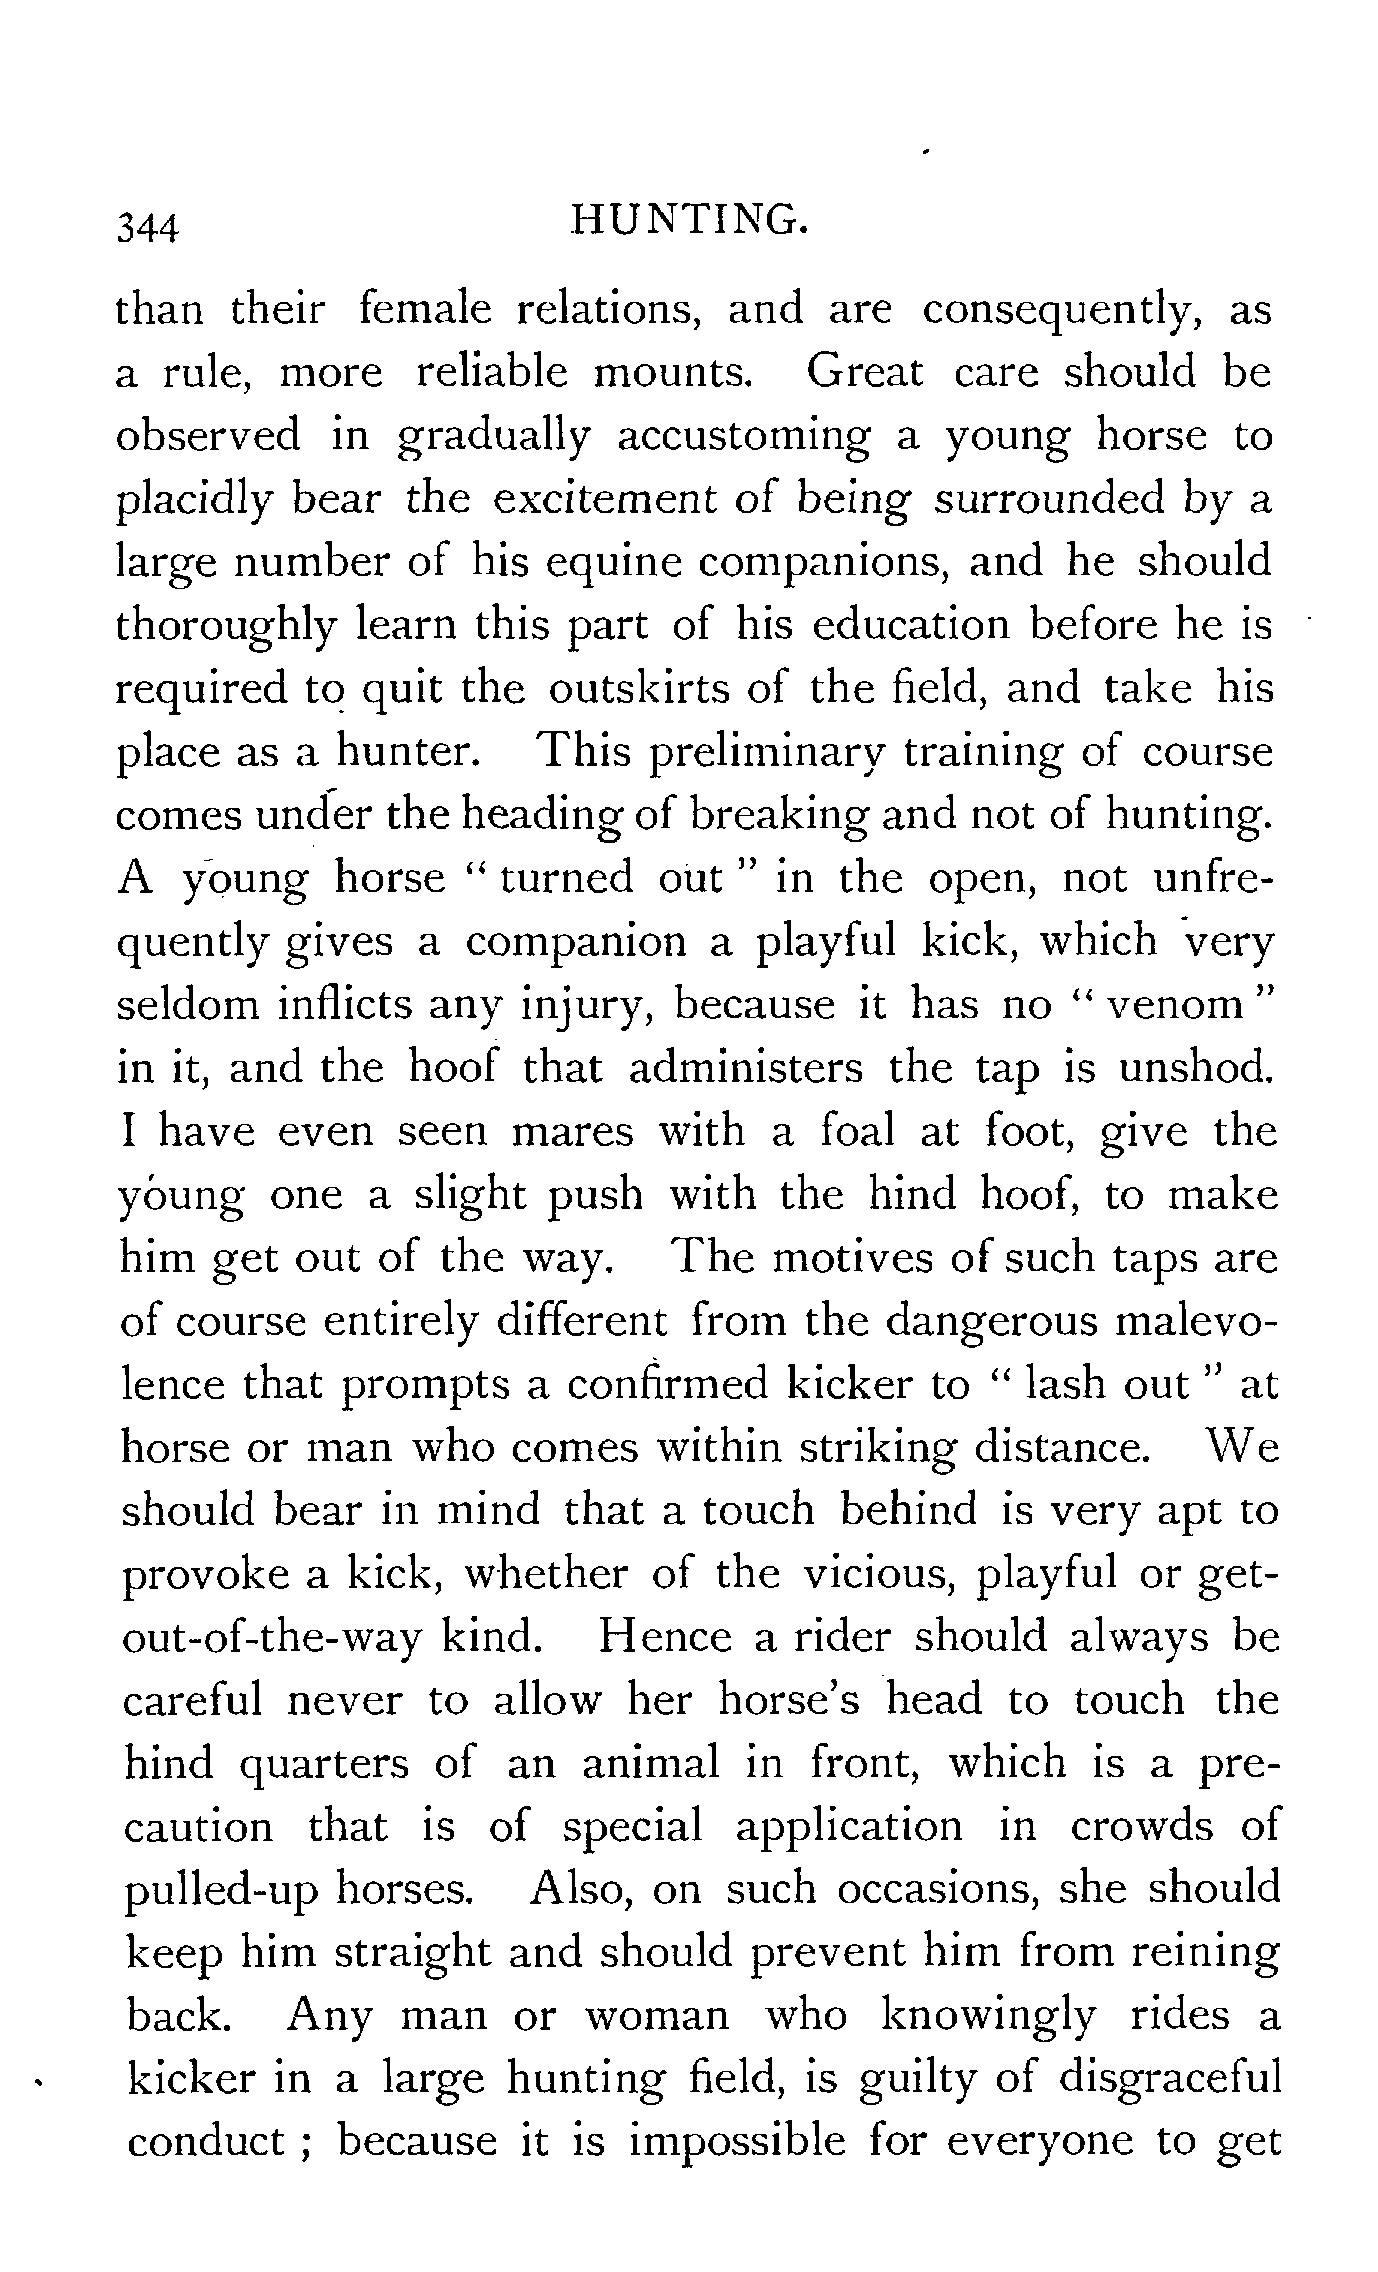 344 HUNTING.
than their female relations, and are consequently, as
a rule, more reliable mounts. Great care should be
observed in gradually accustoming a young horse to
placidly bear the excitement of being surrounded by a
large number of his equine companions, and he should
thoroughly learn this part of his education before he is
required to quit the outskirts of the field, and take his
place as a hunter. This preliminary training of course
comes under the heading of breaking and not of hunting.
A young horse “ turned out ” in the open, not unfre-
quently gives a companion a playful kick, which very
seldom inflicts any injury, because it has no “ venom ”
in it, and the hoof that administers the tap is unshod.
I have even seen mares with a foal at foot, give the
young one a slight push with the hind hoof, to make
him get out of the way. The motives of such taps are
of course entirely different from the dangerous malevo-
lence that prompts a confirmed kicker to “ lash out ” at
horse or man who comes within striking distance. We
should bear in mind that a touch behind is very apt to
provoke a kick, whether of the vicious, playful or get-
out-of-the-way kind. Hence a rider should always be
careful never to allow her horse’s head to touch the
hind quarters of an animal in front, which is a pre-
caution that is of special application in crowds of
pulled-up horses. Also, on such occasions, she should
keep him straight and should prevent him from reining
back. Any man or woman who knowingly rides a
kicker in a large hunting field, is guilty of disgraceful
conduct ; because it is impossible for everyone to get